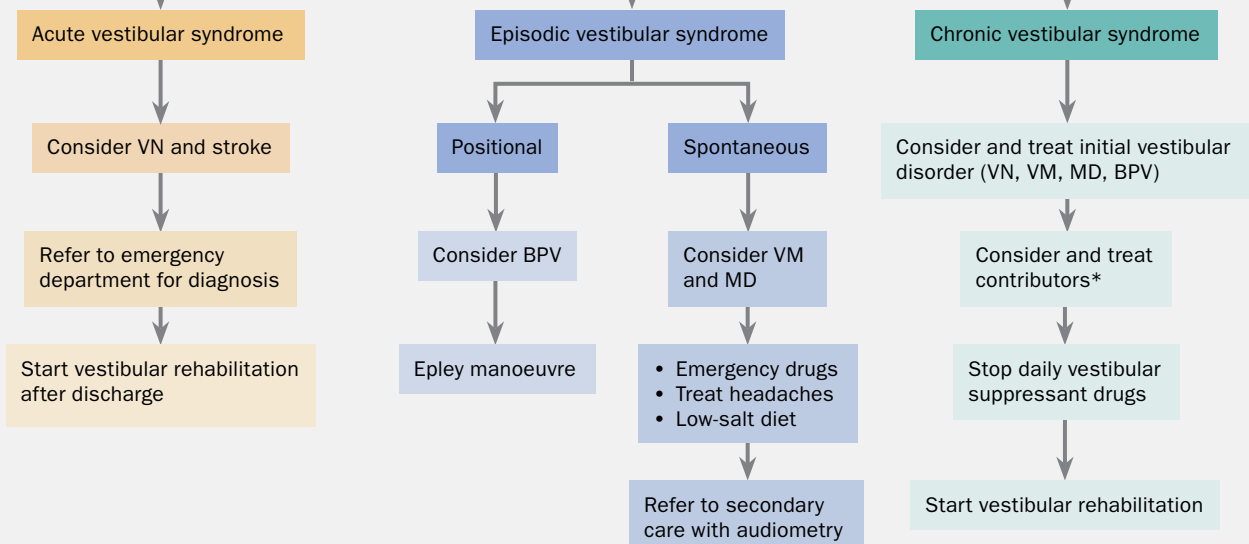 Acute vestibular syndrome
Consider VN and stroke
Refer to emergency
department for diagnosis
Start vestibular rehabilitation
after discharge
Episodic vestibular syndrome
Positional
Consider BPV
Epley manoeuvre
Spontaneous
Consider VM
and MD
• Emergency drugs
• Treat headaches
• Low-salt diet
Refer to secondary
care with audiometry
Chronic vestibular syndrome
Consider and treat initial vestibular
disorder (VN, VM, MD, BPV)
Consider and treat
contributors*
Stop daily vestibular
suppressant drugs
Start vestibular rehabilitation